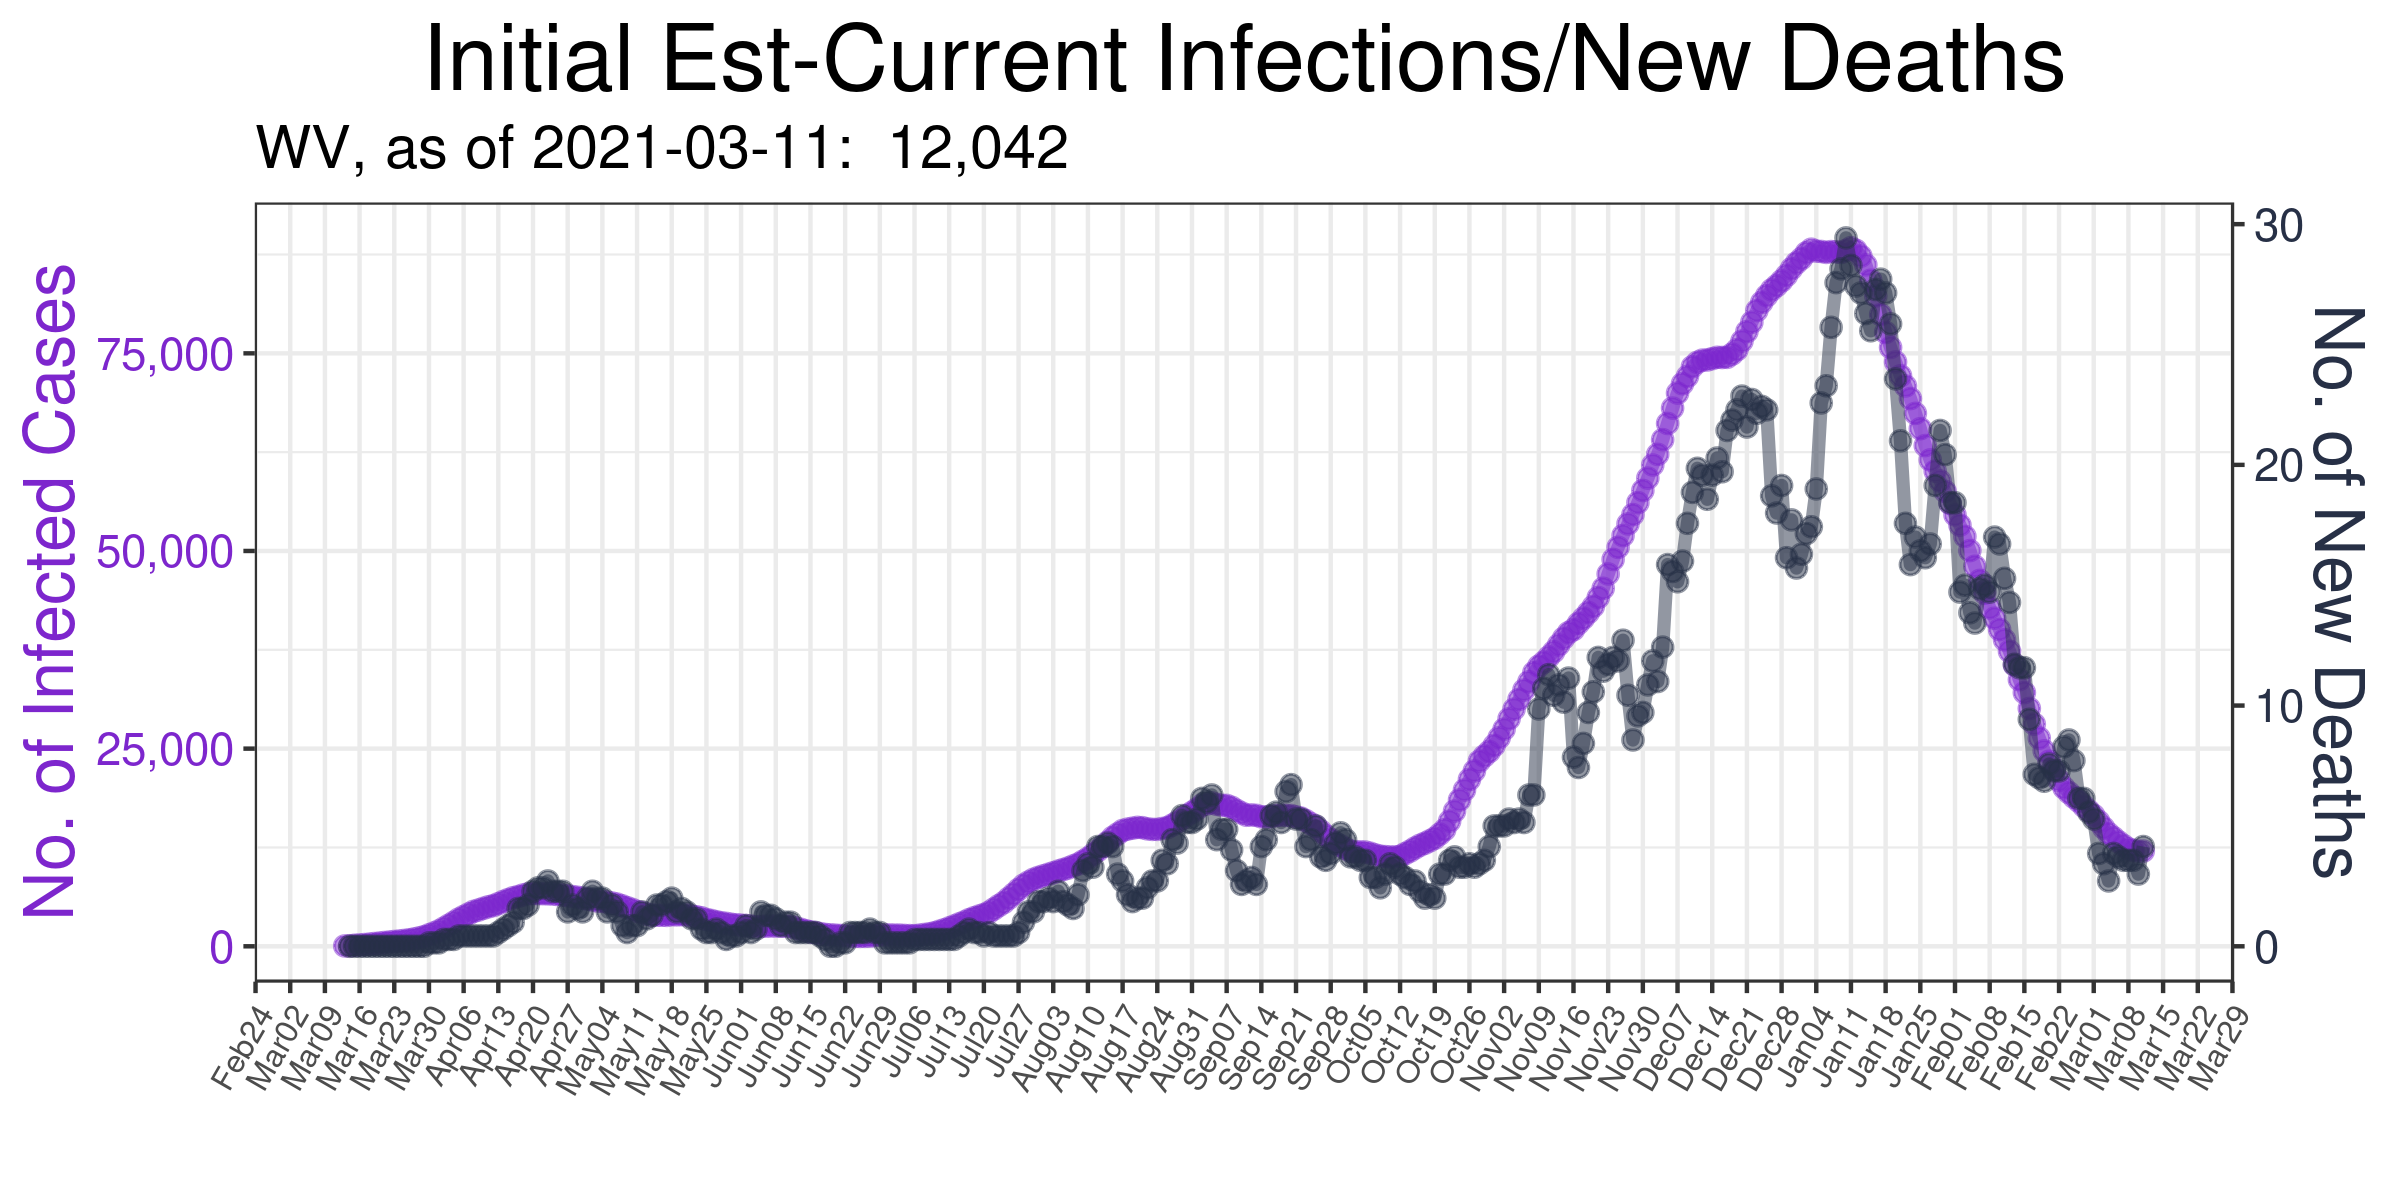 Initial Est-Current Infections/New Deaths
WV, as of 2021-03-11:  12,042
No. of Infected Cases
75,000
50,000
25,000
0
30
20
10
0
No. of New Deaths
Feb24
Mar02
Mar09
Mar16
Mar23
Mar30
Apr06
Apr13
Apr20
Apr27
May04
May11
May18
May25
Jun01
Jun08
Jun15
Jun22
Jun29
Jul06
Jul13
Jul20
Jul27
Aug03
Aug10
Aug17
Aug24
Aug31
Sep07
Sep14
Sep21
Sep28
Oct05
Oct12
Oct19
Oct26
Nov02
Nov09
Nov16
Nov23
Nov30
Dec07
Dec14
Dec21
Dec28
Jan04
Jan11
Jan18
Jan25
Feb01
Feb08
Feb15
Feb22
Mar01
Mar08
Mar15
Mar22
Mar29